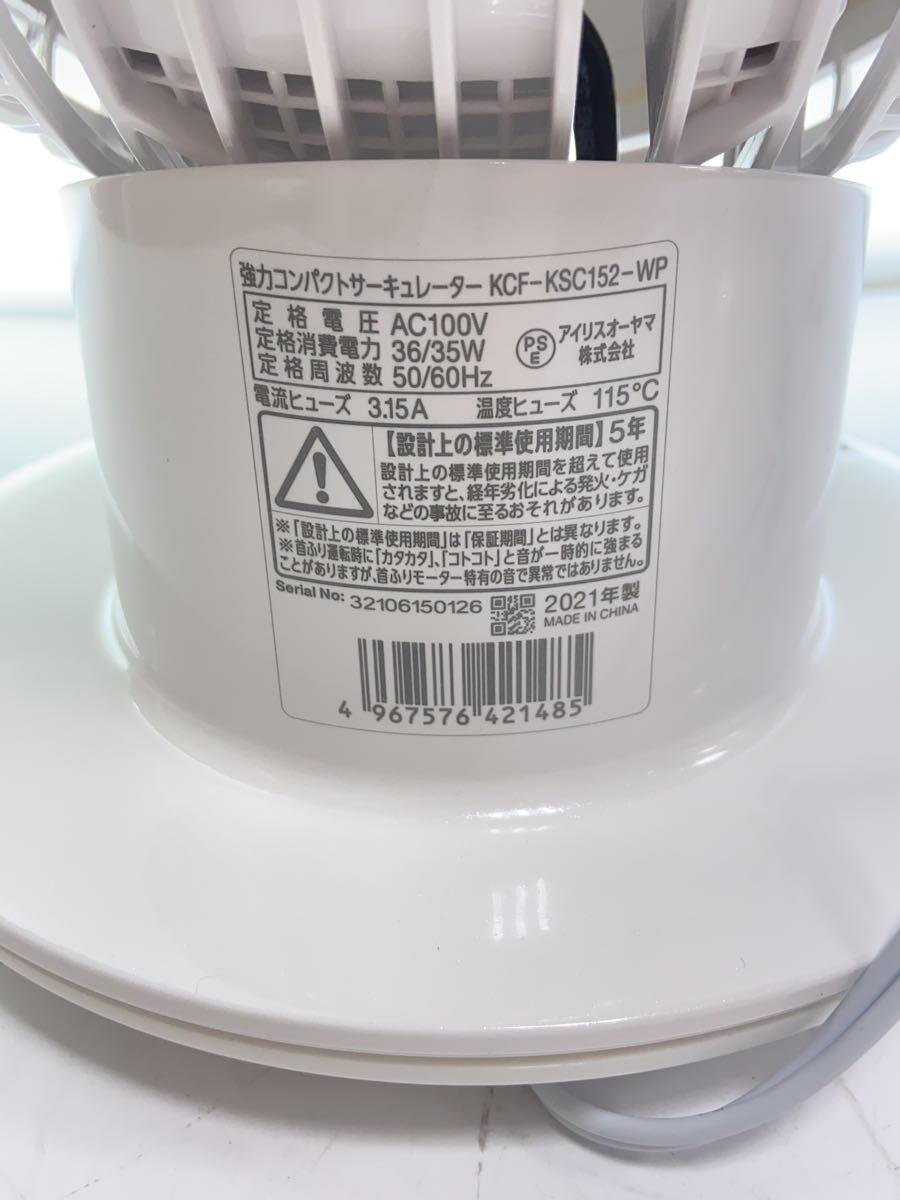 強力コンパクトサーキュレーター KCF-KSC152-WP
定格電圧 AC100V
定格消費電力 36/35W
定格周波数 50/60Hz
PS
E
アイリスオーヤマ
株式会社
電流ヒューズ 3.15A 温度ヒューズ 115℃
【設計上の標準使用期間】5年
設計上の標準使用期間を超えて使用
されますと、経年劣化による発火・ケガ
などの事故に至るおそれがあります。
※「設計上の標準使用期間」は「保証期間」とは異なります。
※首ふり運転時に「カタカタ」、「コトコト」と音が一時的に強まる
ことがありますが、首ふりモーター特有の音で異常ではありません。
Serial No: 32106150126
2021年製
MADE IN CHINA
4 967576 421485